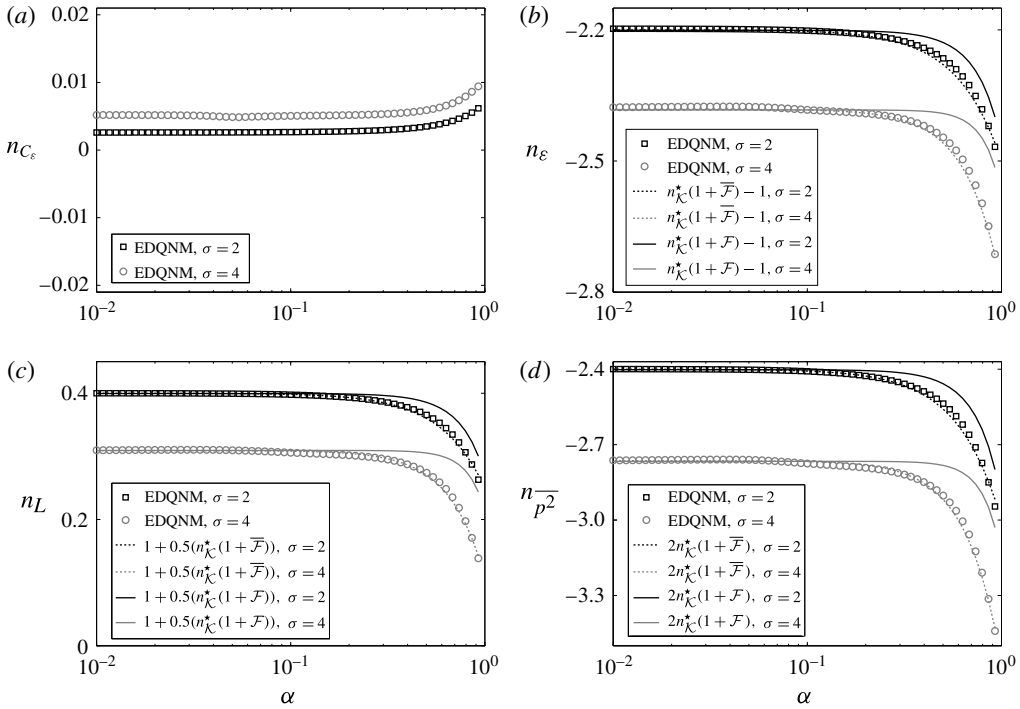 (a)
0.02
0.01
0
−0.01
−0.02
n_{C_ε}
EDQNM, σ = 2
EDQNM, σ = 4
10^{−2}
10^{−1}
10^{0}
(b)
−2.2
−2.5
−2.8
n_ε
EDQNM, σ = 2
EDQNM, σ = 4
n^★_𝒦(1 + \overline{ℱ}) − 1, σ = 2
n^★_𝒦(1 + \overline{ℱ}) − 1, σ = 4
n^★_𝒦(1 + ℱ) − 1, σ = 2
n^★_𝒦(1 + ℱ) − 1, σ = 4
10^{−2}
10^{−1}
10^{0}
(c)
0.4
0.2
0
n_L
EDQNM, σ = 2
EDQNM, σ = 4
1 + 0.5(n^★_𝒦(1 + \overline{ℱ})), σ = 2
1 + 0.5(n^★_𝒦(1 + \overline{ℱ})), σ = 4
1 + 0.5(n^★_𝒦(1 + ℱ)), σ = 2
1 + 0.5(n^★_𝒦(1 + ℱ)), σ = 4
10^{−2}
10^{−1}
10^{0}
α
(d)
−2.4
−2.7
−3.0
−3.3
n_{\overline{p^2}}
EDQNM, σ = 2
EDQNM, σ = 4
2n^★_𝒦(1 + \overline{ℱ}), σ = 2
2n^★_𝒦(1 + \overline{ℱ}), σ = 4
2n^★_𝒦(1 + ℱ), σ = 2
2n^★_𝒦(1 + ℱ), σ = 4
10^{−2}
10^{−1}
10^{0}
α